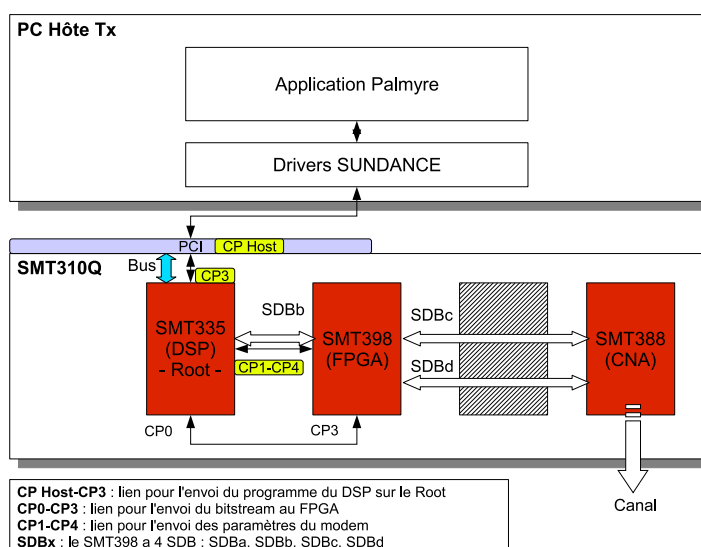 PC Hôte Tx
Application Palmyre
Drivers SUNDANCE
PCI
CP Host
SMT310Q
Bus
CP3
SMT335
(DSP)
- Root -
SDBb
CP1-CP4
SMT398
(FPGA)
SDBc
SDBd
SMT388
(CNA)
CP0
CP3
Canal
CP Host-CP3 : lien pour l'envoi du programme du DSP sur le Root
CP0-CP3 : lien pour l'envoi du bitstream au FPGA
CP1-CP4 : lien pour l'envoi des paramètres du modem
SDBx : le SMT398 a 4 SDB : SDBa, SDBb, SDBc, SDBd